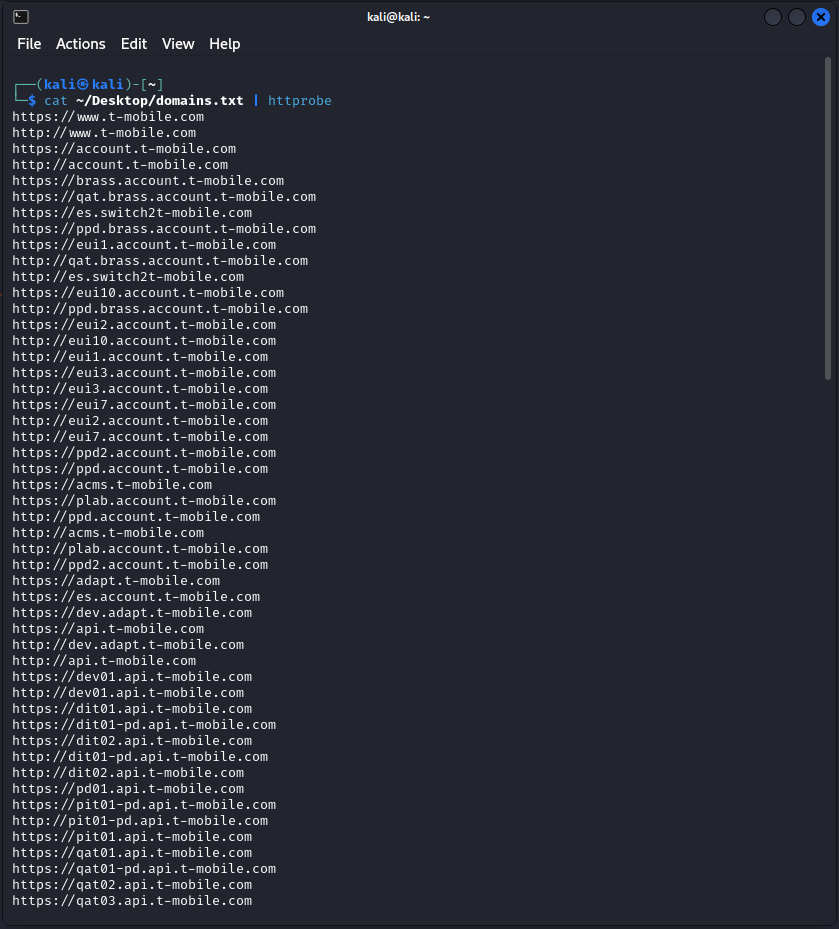 kali@kali: ~
File Actions Edit View Help
┌──(kali㉿kali)-[~]
└─$ cat ~/Desktop/domains.txt | httprobe
https://www.t-mobile.com
http://www.t-mobile.com
https://account.t-mobile.com
http://account.t-mobile.com
https://brass.account.t-mobile.com
https://qat.brass.account.t-mobile.com
https://es.switch2t-mobile.com
https://ppd.brass.account.t-mobile.com
https://eui1.account.t-mobile.com
http://qat.brass.account.t-mobile.com
http://es.switch2t-mobile.com
https://eui10.account.t-mobile.com
http://ppd.brass.account.t-mobile.com
https://eui2.account.t-mobile.com
http://eui10.account.t-mobile.com
http://eui1.account.t-mobile.com
https://eui3.account.t-mobile.com
http://eui3.account.t-mobile.com
https://eui7.account.t-mobile.com
http://eui2.account.t-mobile.com
http://eui7.account.t-mobile.com
https://ppd2.account.t-mobile.com
https://ppd.account.t-mobile.com
https://acms.t-mobile.com
https://plab.account.t-mobile.com
http://ppd.account.t-mobile.com
http://acms.t-mobile.com
http://plab.account.t-mobile.com
http://ppd2.account.t-mobile.com
https://adapt.t-mobile.com
https://es.account.t-mobile.com
https://dev.adapt.t-mobile.com
https://api.t-mobile.com
http://dev.adapt.t-mobile.com
http://api.t-mobile.com
https://dev01.api.t-mobile.com
http://dev01.api.t-mobile.com
https://dit01.api.t-mobile.com
https://dit01-pd.api.t-mobile.com
https://dit02.api.t-mobile.com
http://dit01-pd.api.t-mobile.com
http://dit02.api.t-mobile.com
https://pd01.api.t-mobile.com
https://pit01-pd.api.t-mobile.com
http://pit01-pd.api.t-mobile.com
https://pit01.api.t-mobile.com
https://qat01.api.t-mobile.com
https://qat01-pd.api.t-mobile.com
https://qat02.api.t-mobile.com
https://qat03.api.t-mobile.com